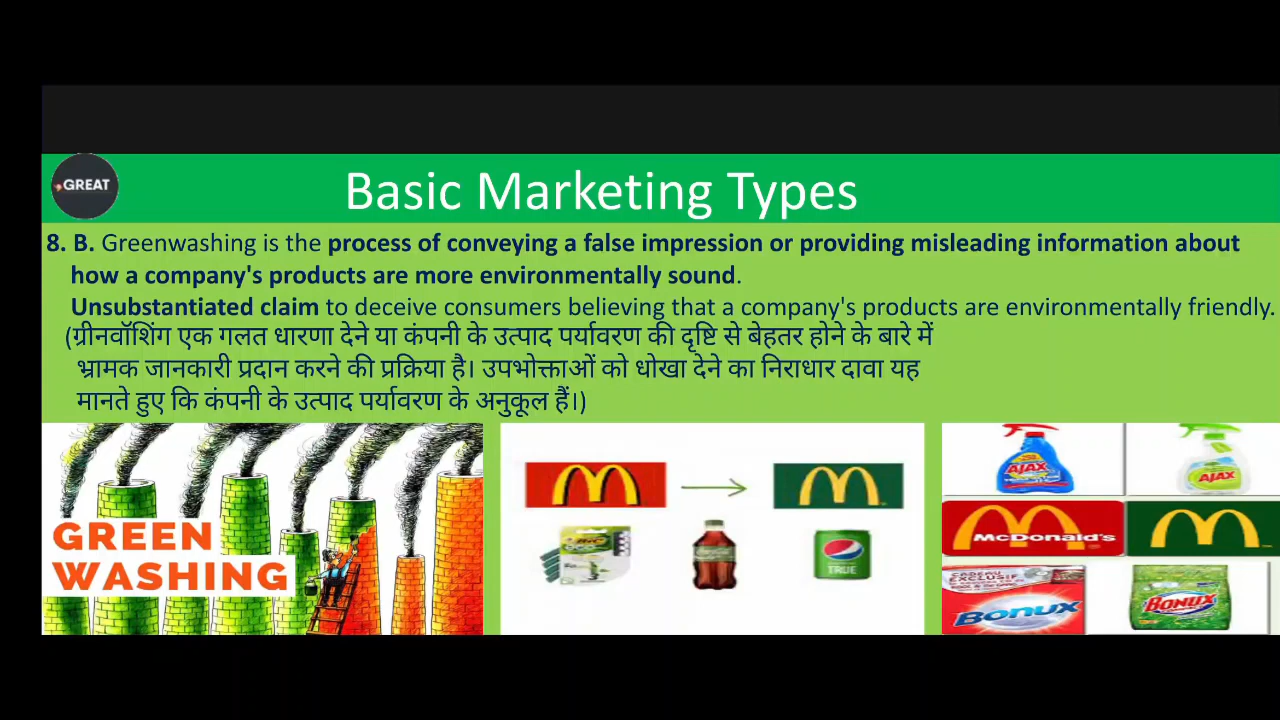 GREAT
Basic Marketing Types
8. B. Greenwashing is the process of conveying a false impression or providing misleading information about
how a company's products are more environmentally sound.
Unsubstantiated claim to deceive consumers believing that a company's products are environmentally friendly.
(ग्रीनवॉशिंग एक गलत धारणा देने या कंपनी के उत्पाद पर्यावरण की दृष्टि से बेहतर होने के बारे में
भ्रामक जानकारी प्रदान करने की प्रक्रिया है। उपभोक्ताओं को धोखा देने का निराधार दावा यह
मानते हुए कि कंपनी के उत्पाद पर्यावरण के अनुकूल हैं।)
GREEN
WASHING
TRUE
AJAX
AJAX
McDonald's
EXCLUSIF
Bonux
BONUX